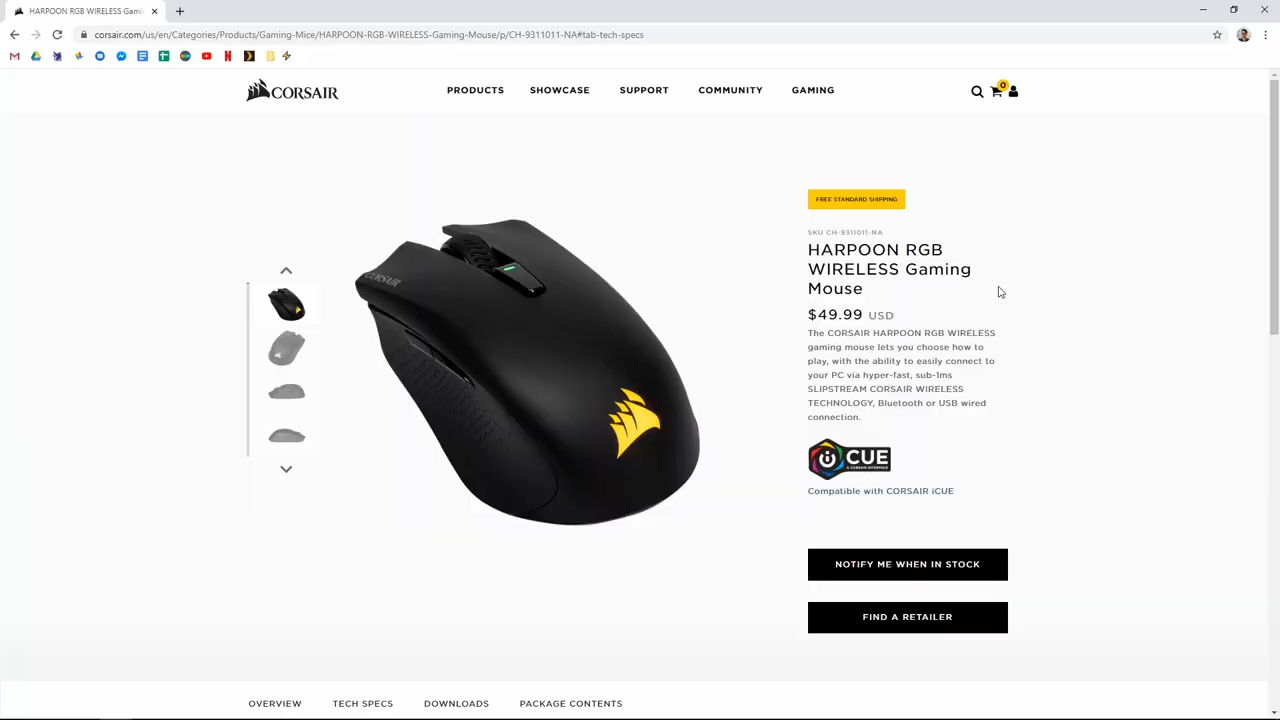 HARPOON RGB WIRELESS Gaming
corsair.com/us/en/Categories/Products/Gaming-Mice/HARPOON-RGB-WIRELESS-Gaming-Mouse/p/CH-9311011-NA#tab-tech-specs
CORSAIR
PRODUCTS
SHOWCASE
SUPPORT
COMMUNITY
GAMING
0
FREE STANDARD SHIPPING
SKU CH-9311011-NA
HARPOON RGB
WIRELESS Gaming
Mouse
$49.99 USD
The CORSAIR HARPOON RGB WIRELESS
gaming mouse lets you choose how to
play, with the ability to easily connect to
your PC via hyper-fast, sub-1ms
SLIPSTREAM CORSAIR WIRELESS
TECHNOLOGY, Bluetooth or USB wired
connection.
CORSAIR
iCUE
A CORSAIR INTERFACE
Compatible with CORSAIR iCUE
NOTIFY ME WHEN IN STOCK
FIND A RETAILER
OVERVIEW
TECH SPECS
DOWNLOADS
PACKAGE CONTENTS